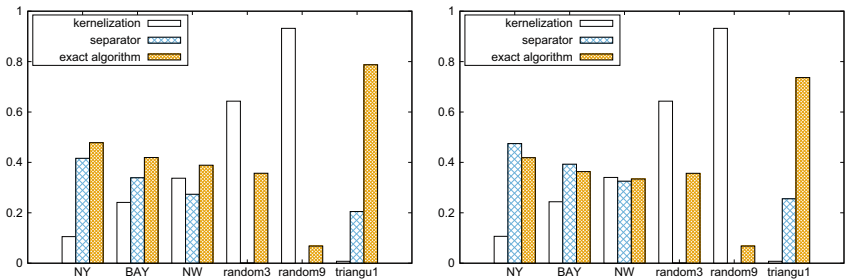 kernelization
separator
exact algorithm
1
0.8
0.6
0.4
0.2
0
NY BAY NW random3 random9 triangu1
kernelization
separator
exact algorithm
1
0.8
0.6
0.4
0.2
0
NY BAY NW random3 random9 triangu1